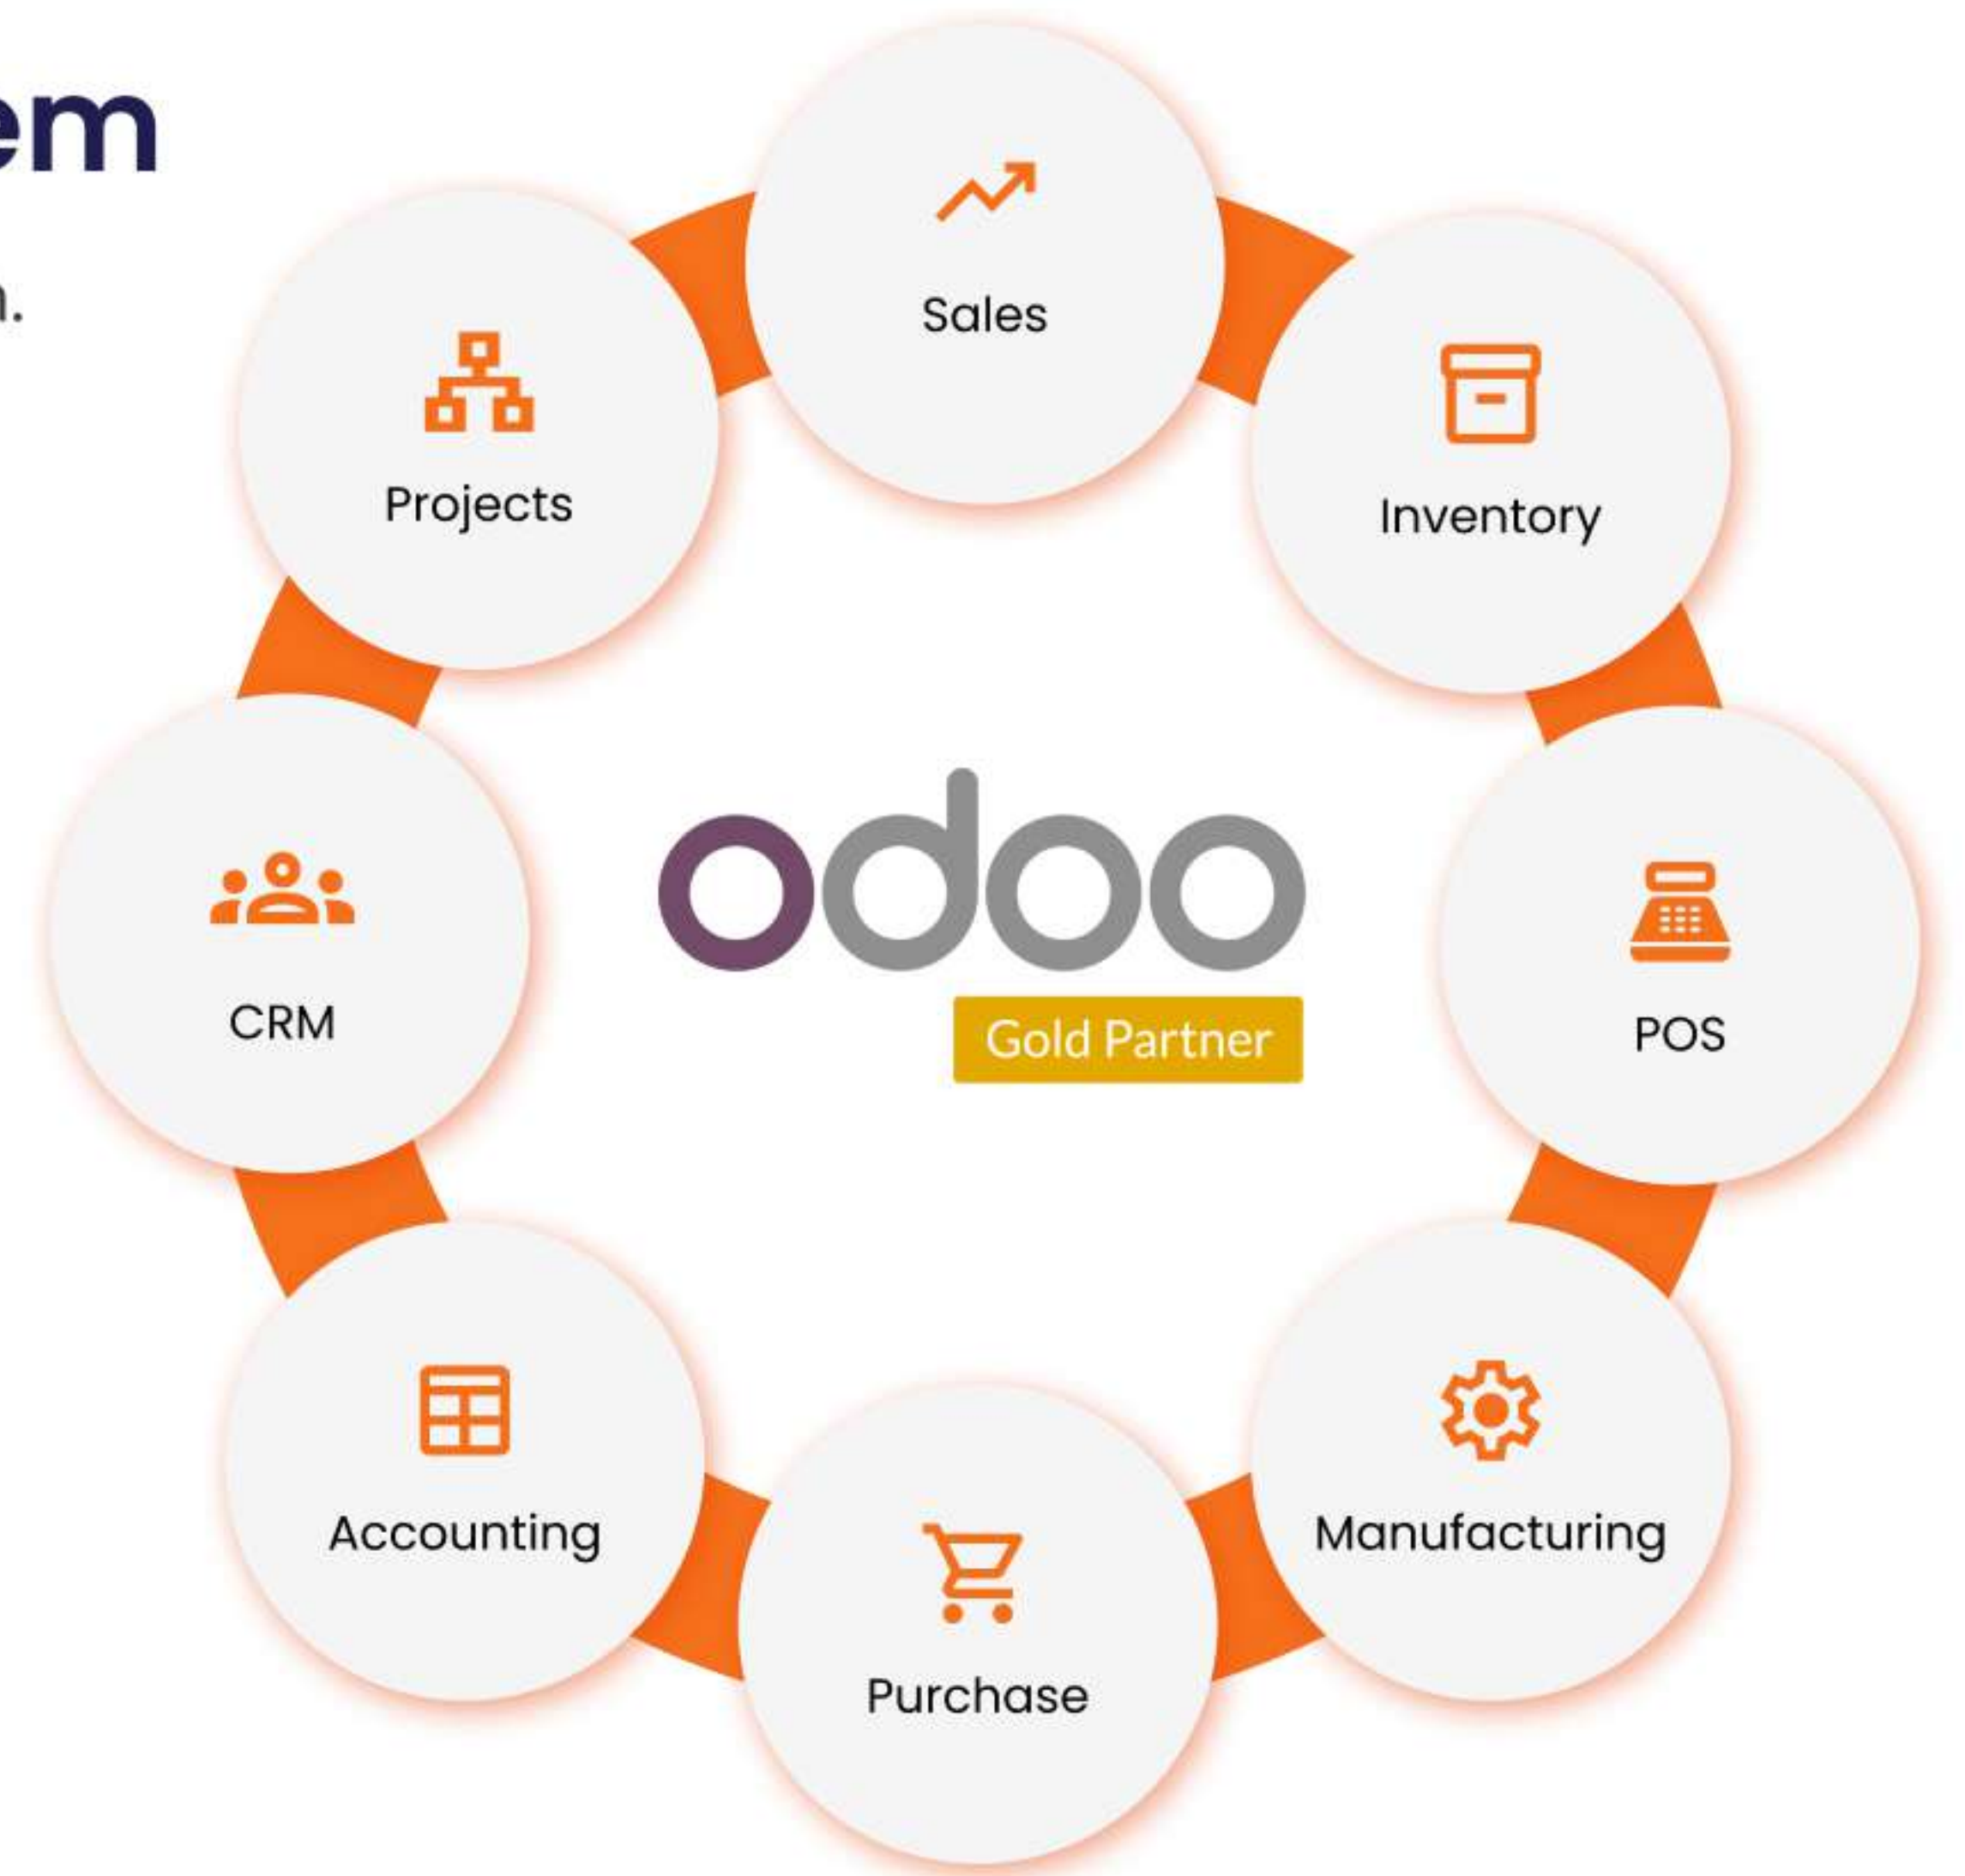 em
n.
Sales
Projects
Inventory
odoo
Gold Partner
CRM
POS
Accounting
Manufacturing
Purchase